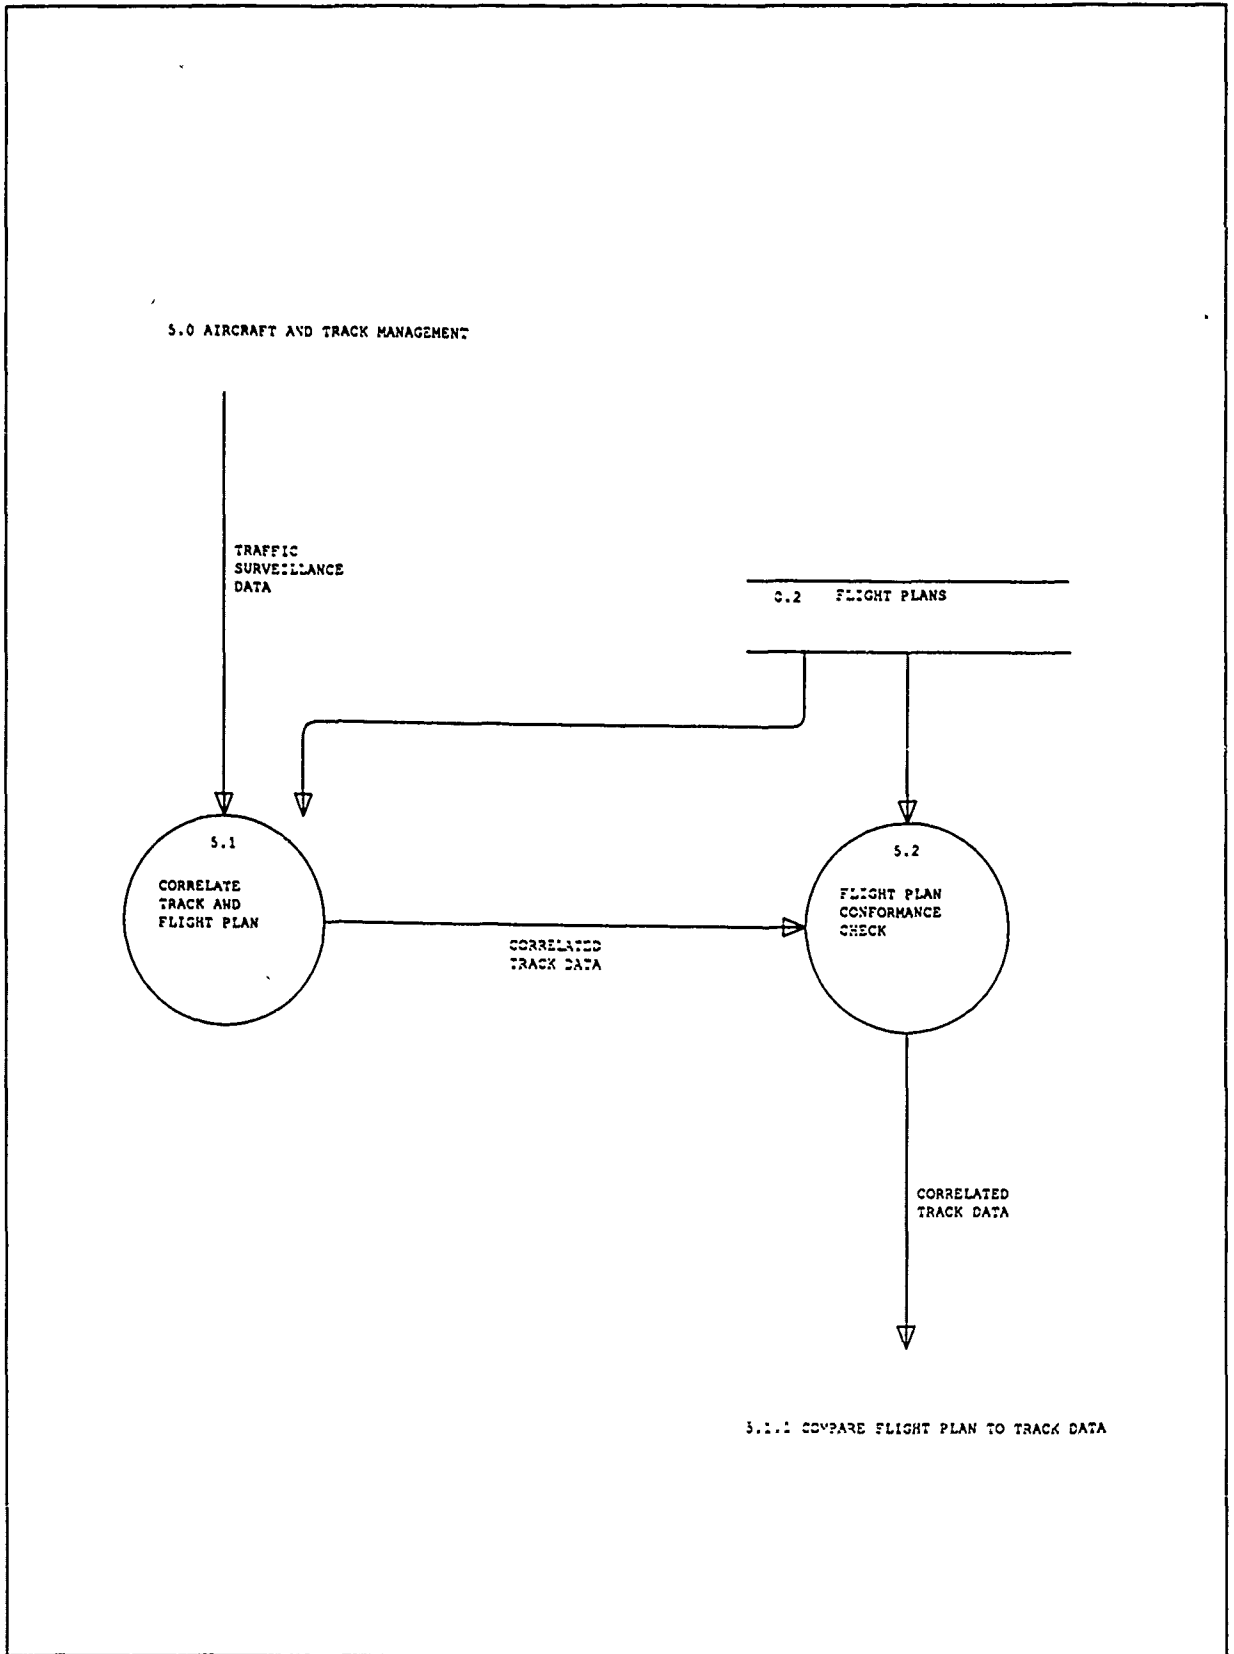 5.0 AIRCRAFT AND TRACK MANAGEMENT
TRAFFIC
SURVEILLANCE
DATA
FLIGHT PLANS
5.1
CORRELATE
TRACK AND
FLIGHT PLAN
5.2
FLIGHT PLAN
CONFORMANCE
CHECK
CORRELATED
TRACK DATA
CORRELATED
TRACK DATA
COMPARE FLIGHT PLAN TO TRACK DATA